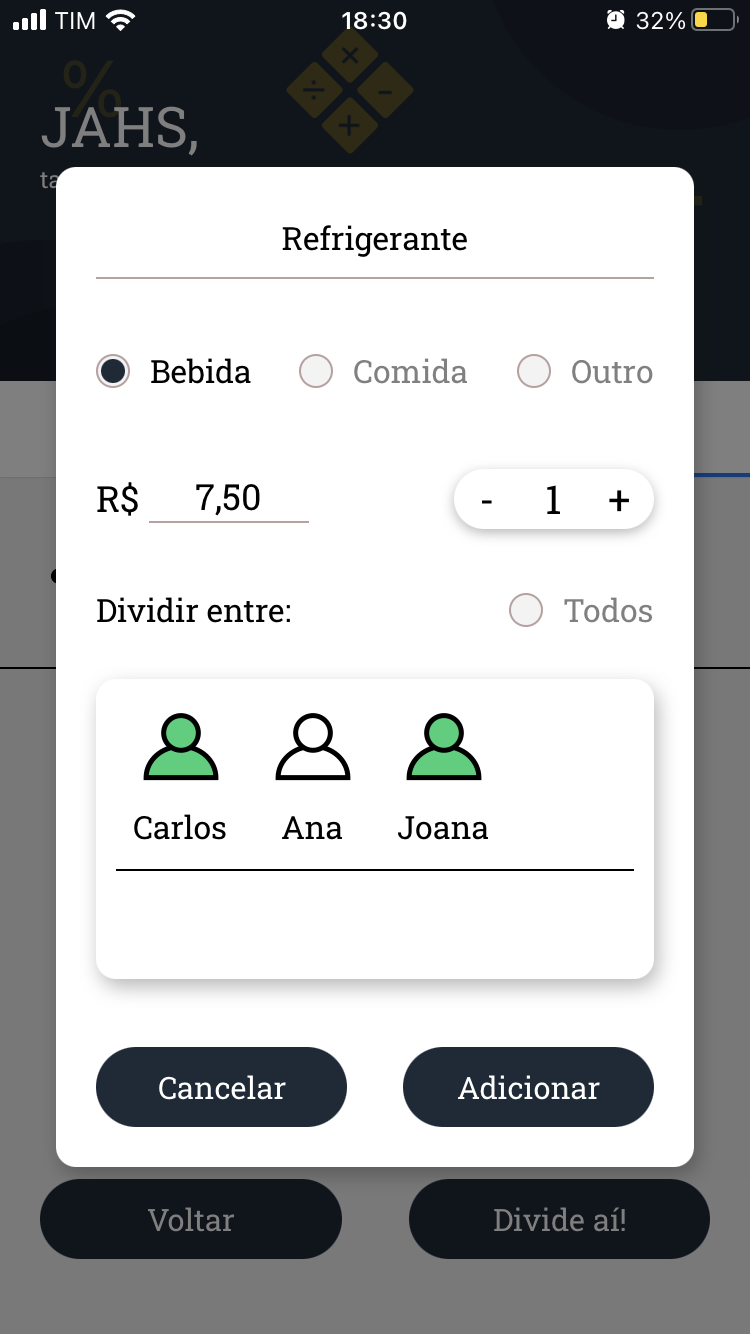 TIM 18:30 32%
%
× ÷ - +
JAHS,
Refrigerante
Bebida Comida Outro
R$ 7,50 - 1 +
Dividir entre: Todos
Carlos Ana Joana
Cancelar Adicionar
Voltar Divide aí!